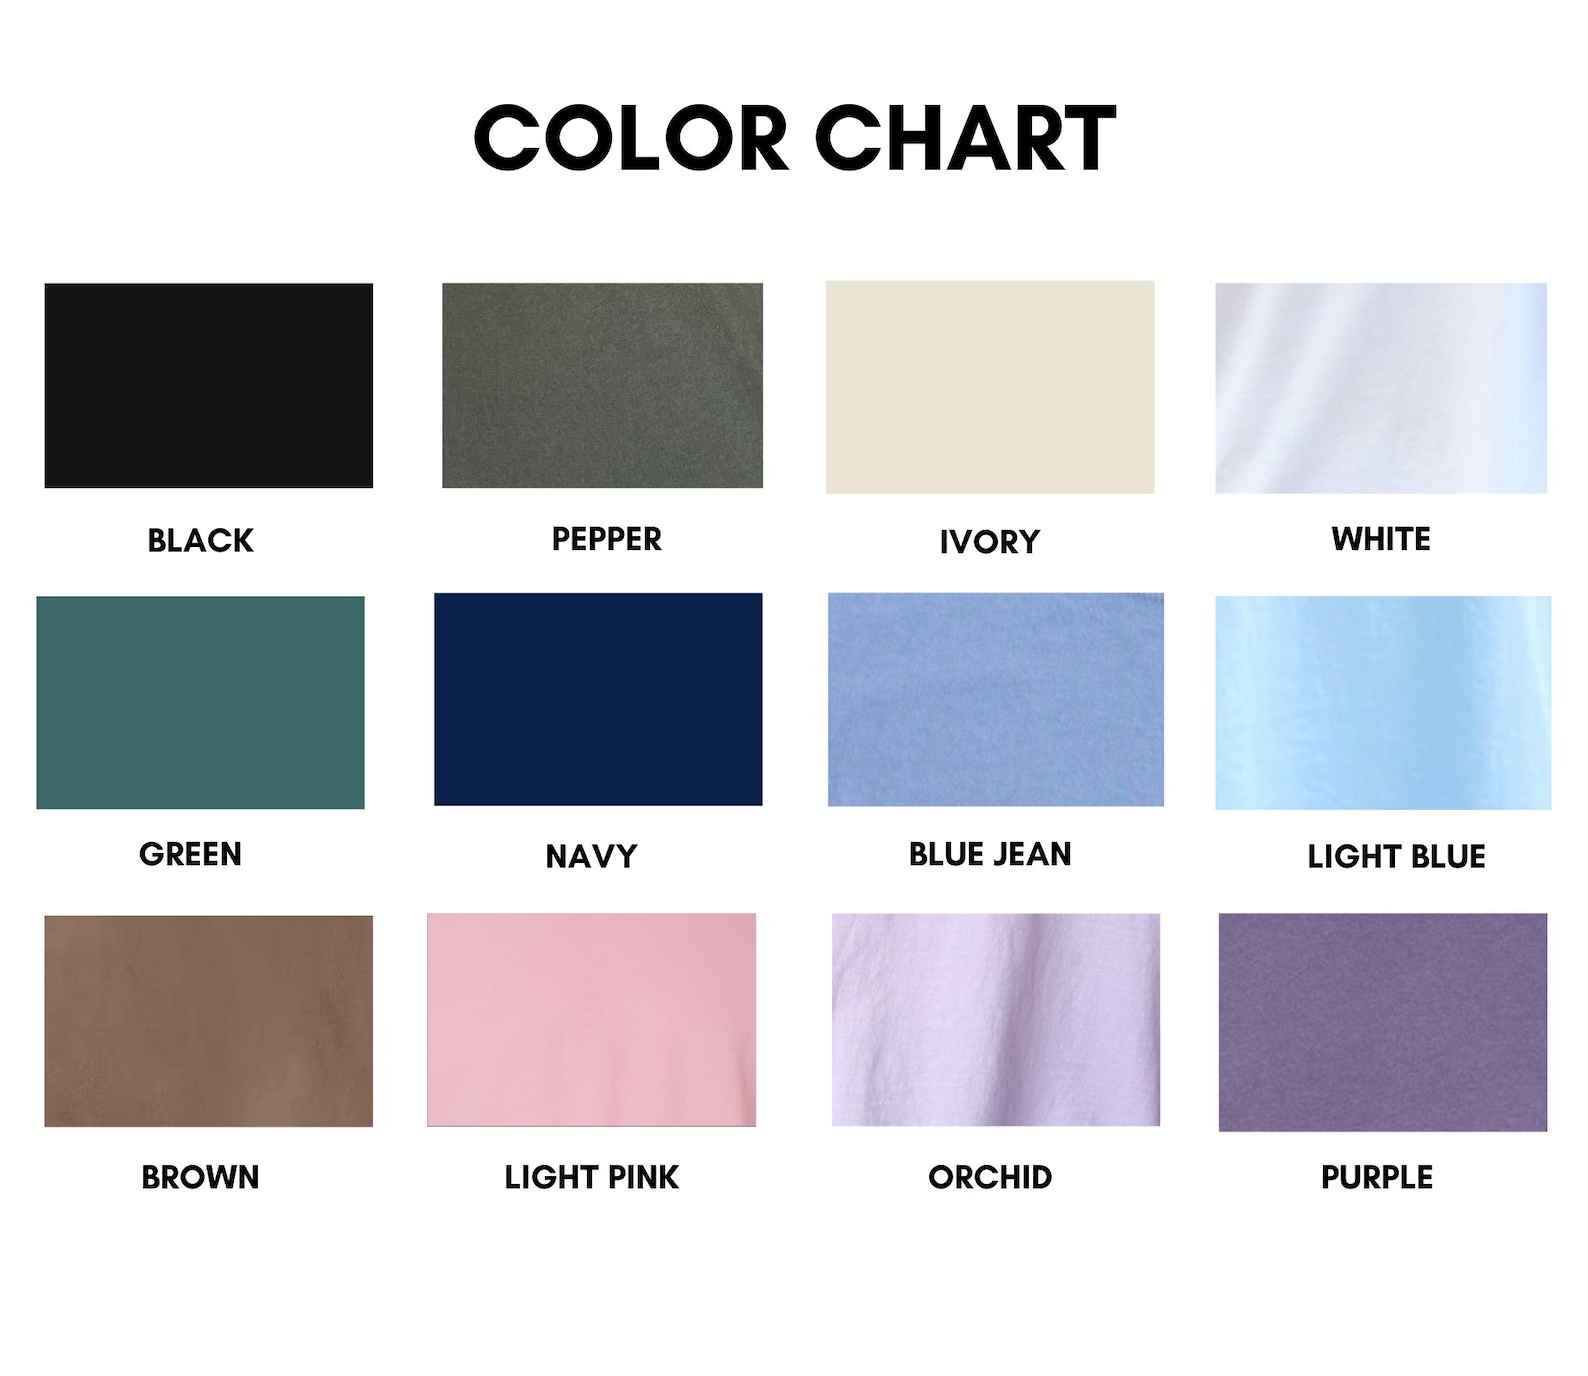 COLOR CHART
BLACK
PEPPER
IVORY
WHITE
GREEN
NAVY
BLUE JEAN
LIGHT BLUE
BROWN
LIGHT PINK
ORCHID
PURPLE